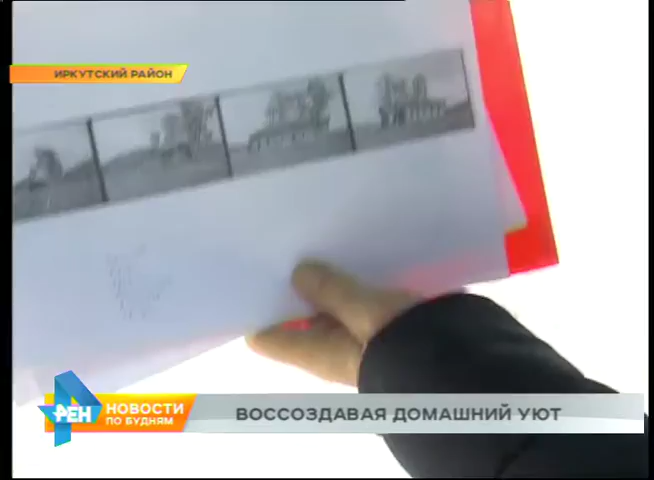 ИРКУТСКИЙ РАЙОН
РЕН
НОВОСТИ
ПО БУДНЯМ
ВОССОЗДАВАЯ ДОМАШНИЙ УЮТ